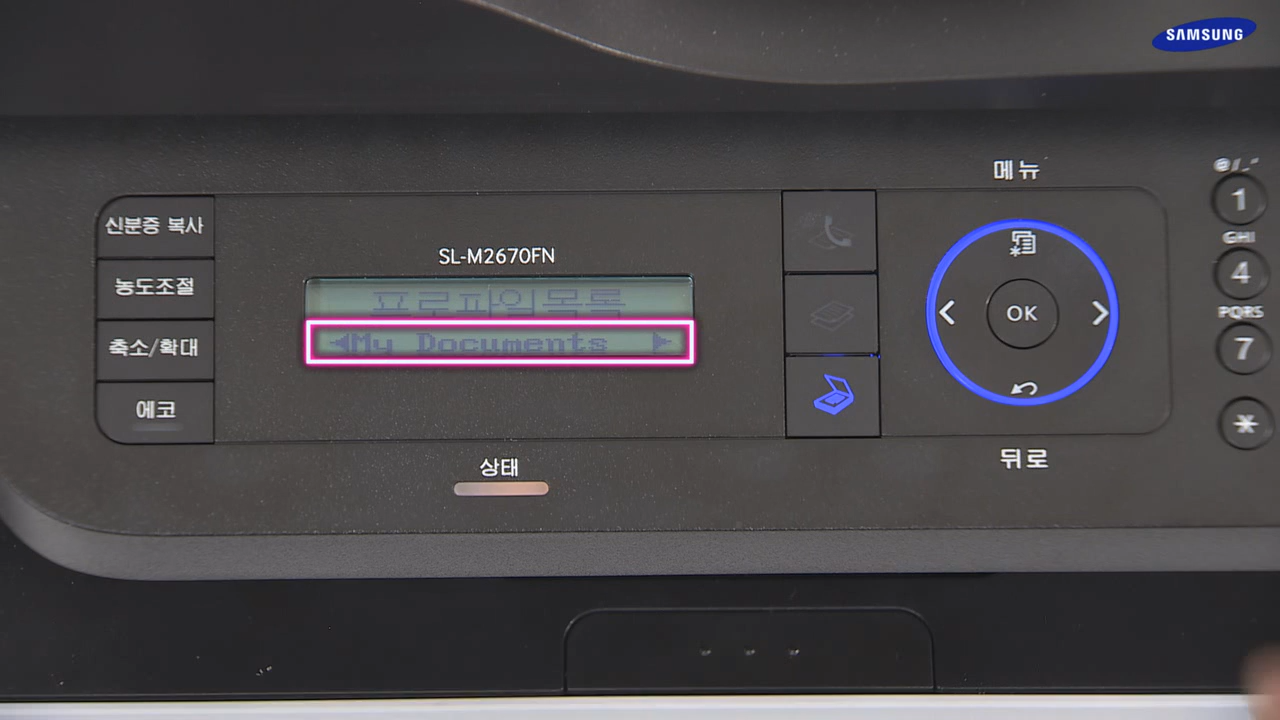 SAMSUNG
메뉴
@/_-"
1
신분증 복사
GHI
SL-M2670FN
4
농도조절
프로파일목록
OK
PQRS
My Documents
축소/확대
7
에코
*
뒤로
상태